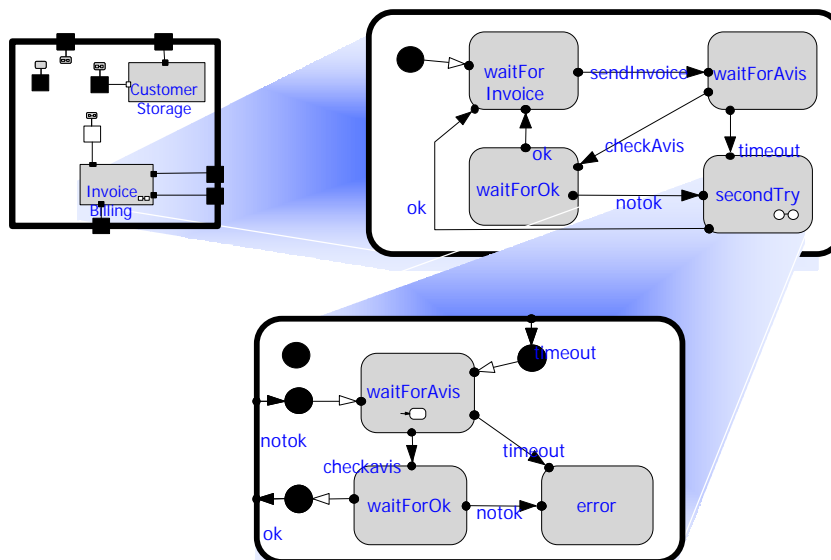 Customer
Storage
Invoice
Billing
waitFor
Invoice
sendInvoice
waitForAvis
checkAvis
timeout
ok
waitForOk
notok
secondTry
ok
timeout
waitForAvis
notok
checkavis
timeout
waitForOk
notok
error
ok